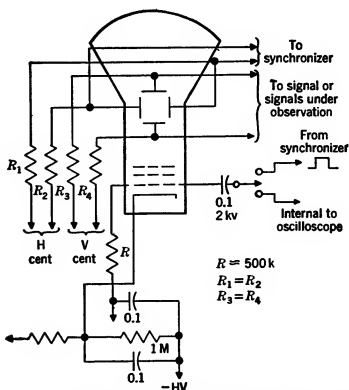 To
synchronizer
To signal or
signals under
observation
From
synchronizer
R1
R2
R3
R4
0.1
2 kv
Internal to
oscilloscope
H
cent
V
cent
R
R = 500 k
R1 = R2
R3 = R4
0.1
1 M
0.1
−HV